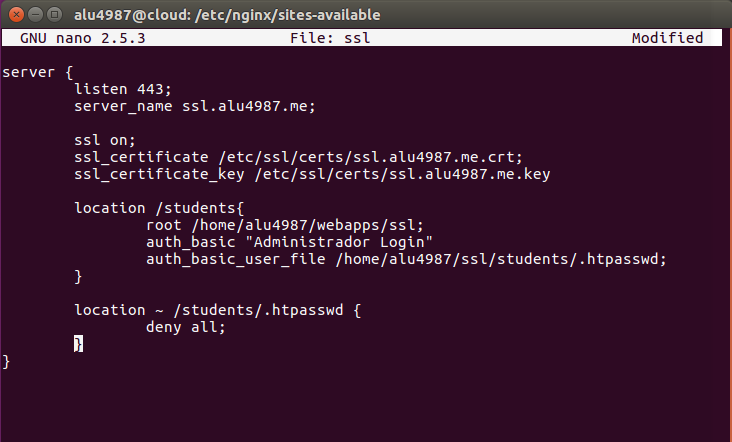 alu4987@cloud: /etc/nginx/sites-available
GNU nano 2.5.3 File: ssl Modified
server {
listen 443;
server_name ssl.alu4987.me;
ssl on;
ssl_certificate /etc/ssl/certs/ssl.alu4987.me.crt;
ssl_certificate_key /etc/ssl/certs/ssl.alu4987.me.key
location /students{
root /home/alu4987/webapps/ssl;
auth_basic "Administrador Login"
auth_basic_user_file /home/alu4987/ssl/students/.htpasswd;
}
location ~ /students/.htpasswd {
deny all;
}
}